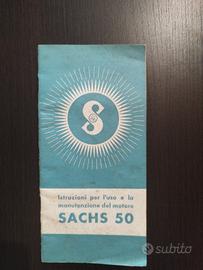 S
Istruzioni per l'uso e la
manutenzione del motore
SACHS 50
subito